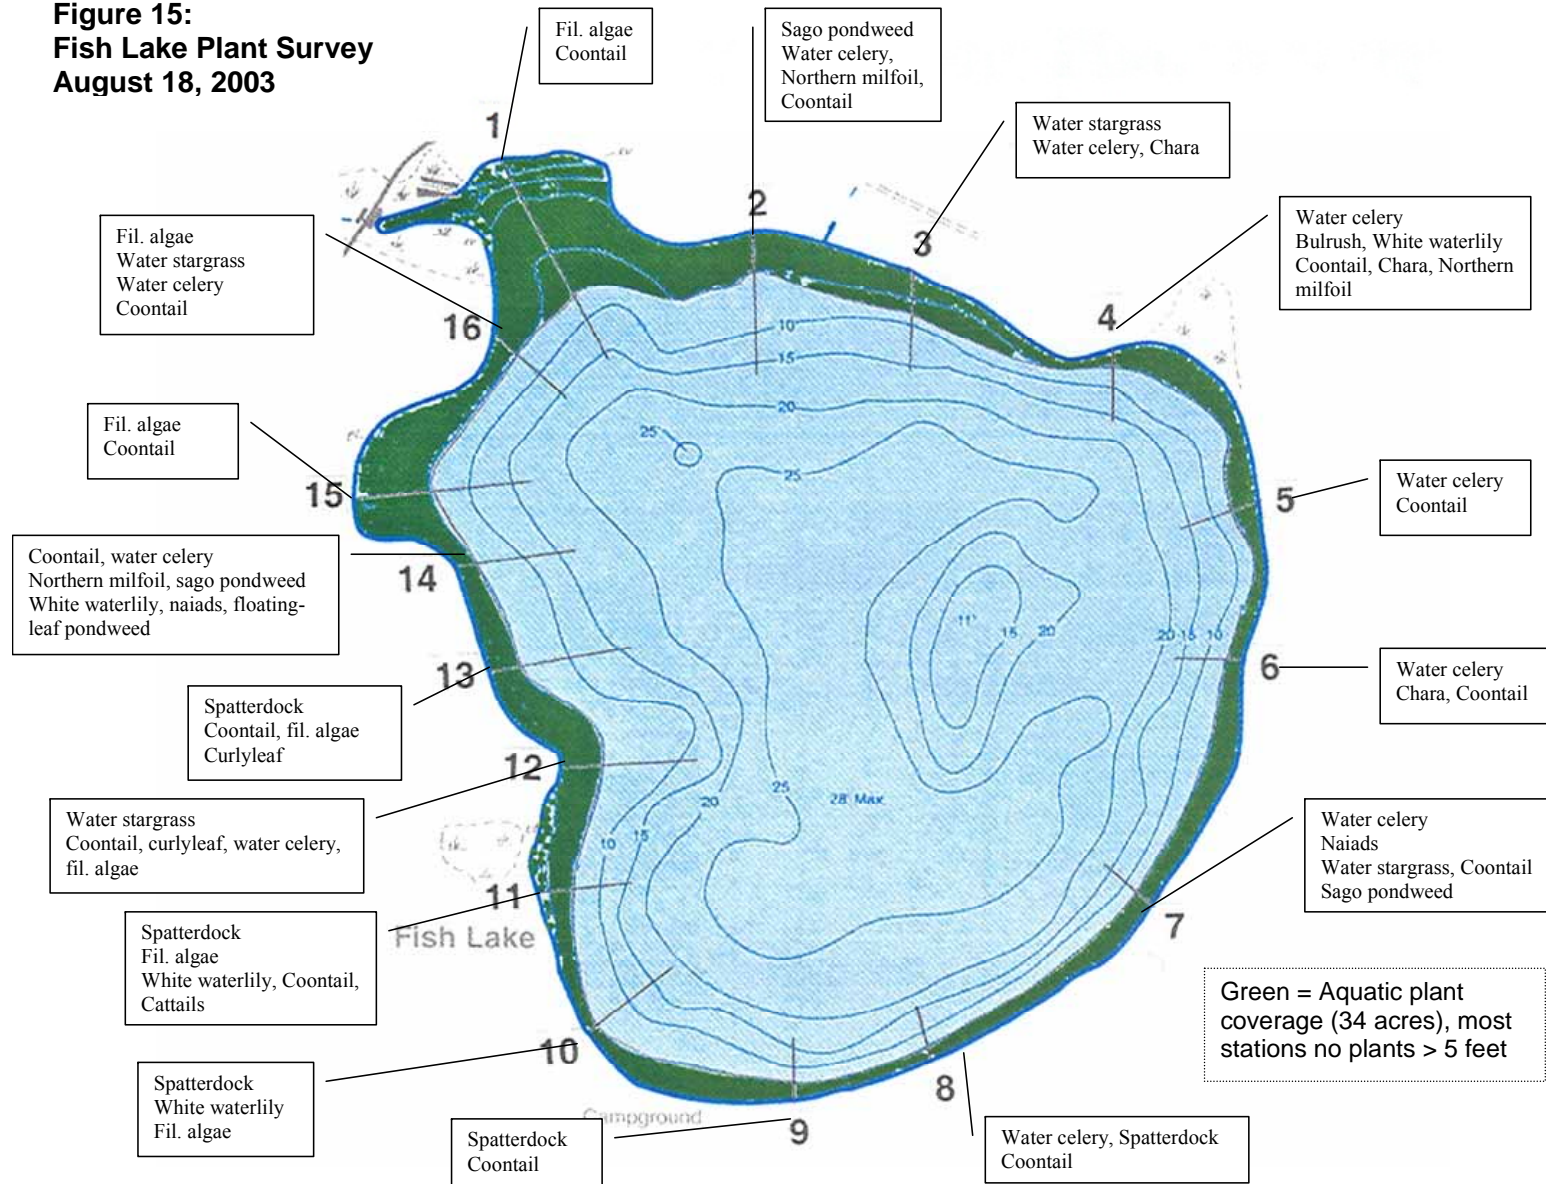 Figure 15:
Fish Lake Plant Survey
August 18, 2003
Fil. algae
Coontail
Sago pondweed
Water celery,
Northern milfoil,
Coontail
Water stargrass
Water celery, Chara
Water celery
Bulrush, White waterlily
Coontail, Chara, Northern
milfoil
Water celery
Coontail
Water celery
Chara, Coontail
Water celery
Naiads
Water stargrass, Coontail
Sago pondweed
Green = Aquatic plant
coverage (34 acres), most
stations no plants > 5 feet
Water celery, Spatterdock
Coontail
Spatterdock
Coontail
Spatterdock
White waterlily
Fil. algae
Spatterdock
Fil. algae
White waterlily, Coontail,
Cattails
Water stargrass
Coontail, curlyleaf, water celery,
fil. algae
Spatterdock
Coontail, fil. algae
Curlyleaf
Coontail, water celery
Northern milfoil, sago pondweed
White waterlily, naiads, floating-
leaf pondweed
Fil. algae
Coontail
Fil. algae
Water stargrass
Water celery
Coontail
1
2
3
4
5
6
7
8
9
10
11
12
13
14
15
16
10
15
20
25
25'
11'
15
20
20
15
10
25
20
15
10
28' Max.
Fish Lake
Campground